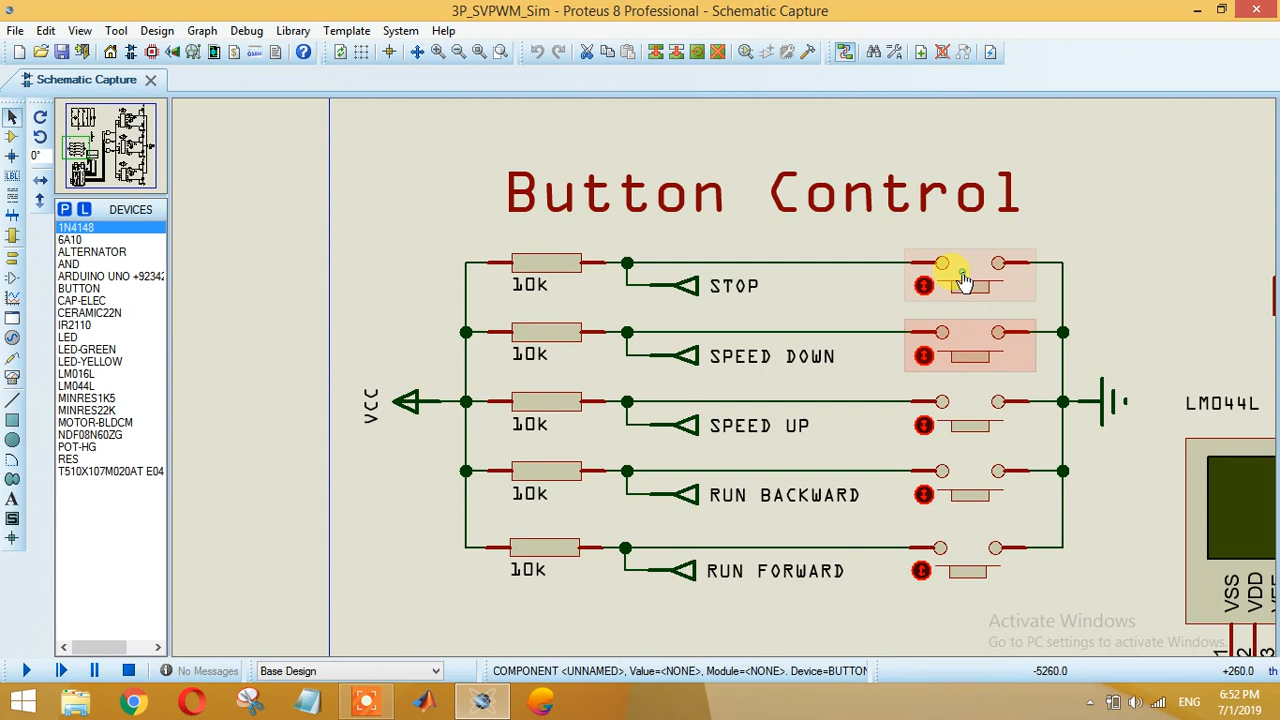 3P_SVPWM_Sim - Proteus 8 Professional - Schematic Capture
File Edit View Tool Design Graph Debug Library Template System Help
Schematic Capture
0°
P L DEVICES
1N4148
6A10
ALTERNATOR
AND
ARDUINO UNO +92342
BUTTON
CAP-ELEC
CERAMIC22N
IR2110
LED
LED-GREEN
LED-YELLOW
LM016L
LM044L
MINRES1K5
MINRES22K
MOTOR-BLDCM
NDF08N60ZG
POT-HG
RES
T510X107M020AT E04
Button Control
10k STOP
10k SPEED DOWN
VCC
10k SPEED UP
10k RUN BACKWARD
10k RUN FORWARD
LM044L
VSS
VDD
1
2
3
Activate Windows
Go to PC settings to activate Windows.
No Messages Base Design COMPONENT <UNNAMED), Value=<NONE>, Module=<NONE>. Device=BUTTON -5260.0 +260.0 th
ENG 6:52 PM
7/1/2019